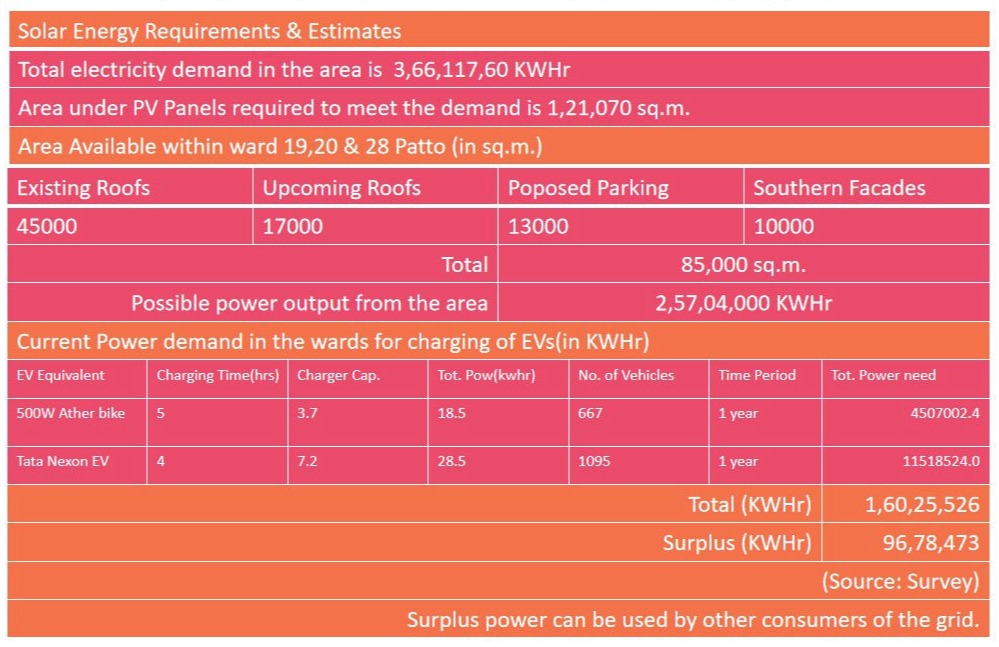 Solar Energy Requirements & Estimates
Total electricity demand in the area is 3,66,117,60 KWHr
Area under PV Panels required to meet the demand is 1,21,070 sq.m.
Area Available within ward 19,20 & 28 Patto (in sq.m.)
Existing Roofs Upcoming Roofs Poposed Parking Southern Facades
45000 17000 13000 10000
Total 85,000 sq.m.
Possible power output from the area 2,57,04,000 KWHr
Current Power demand in the wards for charging of EVs(in KWHr)
EV Equivalent Charging Time(hrs) Charger Cap. Tot. Pow(kwhr) No. of Vehicles Time Period Tot. Power need
500W Ather bike 5 3.7 18.5 667 1 year 4507002.4
Tata Nexon EV 4 7.2 28.5 1095 1 year 11518524.0
Total (KWHr) 1,60,25,526
Surplus (KWHr) 96,78,473
(Source: Survey)
Surplus power can be used by other consumers of the grid.